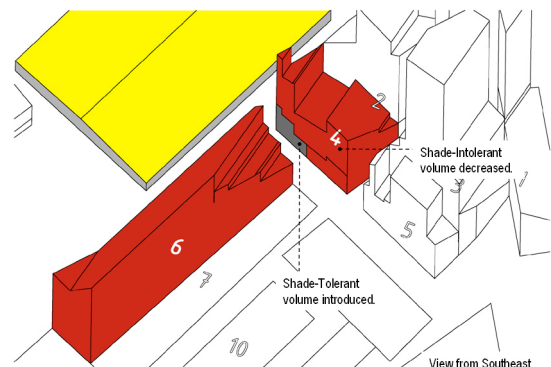 2
4
Shade-Intolerant
volume decreased.
3
1
5
6
7
Shade-Tolerant
volume introduced.
10
View from Southeast